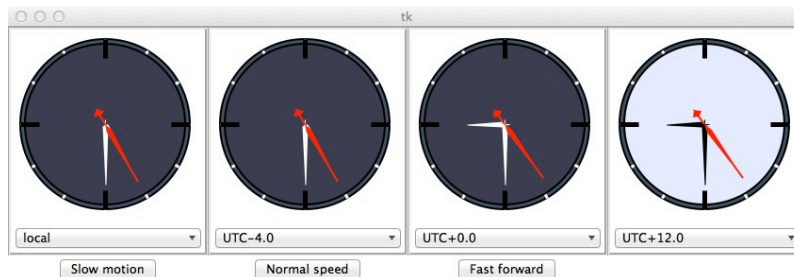 tk
local
UTC-4.0
UTC+0.0
UTC+12.0
Slow motion
Normal speed
Fast forward